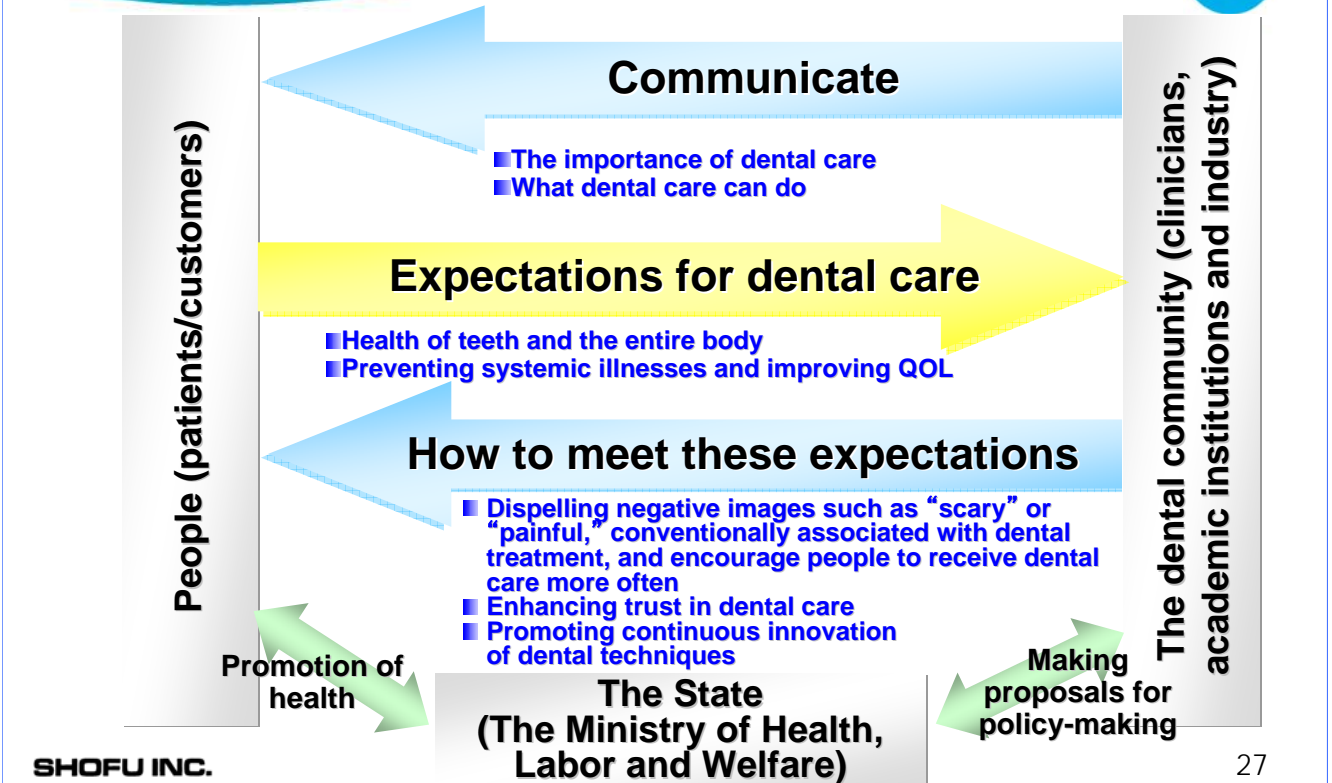 Communicate
■The importance of dental care
■What dental care can do
People (patients/customers)
The dental community (clinicians,
academic institutions and industry)
Expectations for dental care
■Health of teeth and the entire body
■Preventing systemic illnesses and improving QOL
How to meet these expectations
■ Dispelling negative images such as “scary” or
“painful,” conventionally associated with dental
treatment, and encourage people to receive dental
care more often
■ Enhancing trust in dental care
■ Promoting continuous innovation
of dental techniques
Promotion of
health
The State
(The Ministry of Health,
Labor and Welfare)
Making
proposals for
policy-making
SHOFU INC.
27